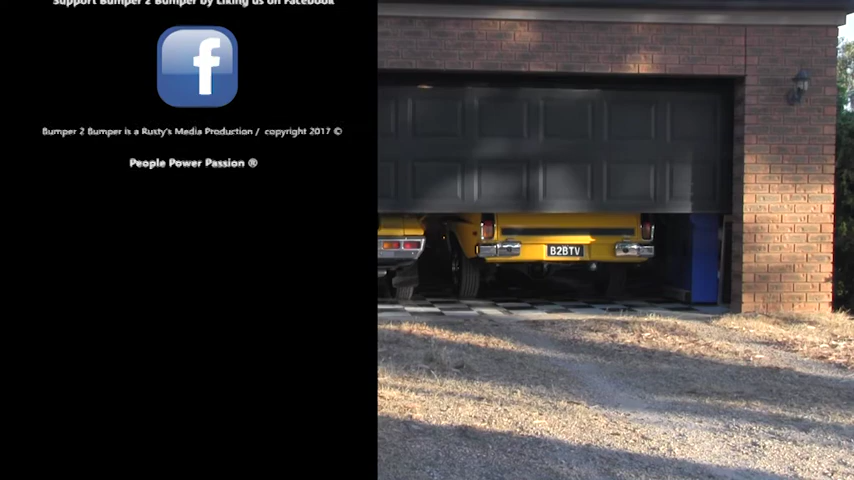 Support Bumper 2 Bumper by Liking us on Facebook
f
Bumper 2 Bumper is a Rusty's Media Production / copyright 2017 ©
People Power Passion ®
B2BTV